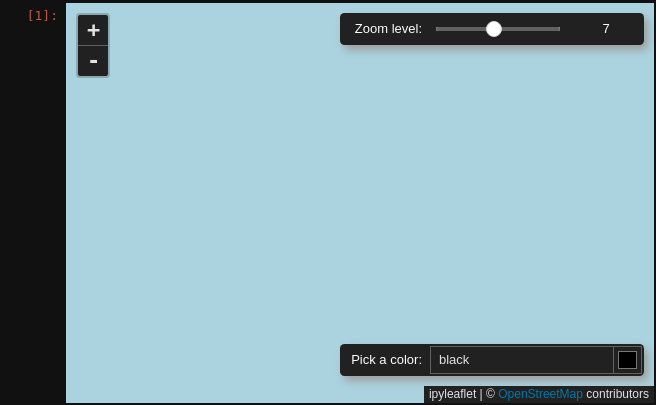 [1]:
+
-
Zoom level: 7
Pick a color: black
ipyleaflet | © OpenStreetMap contributors